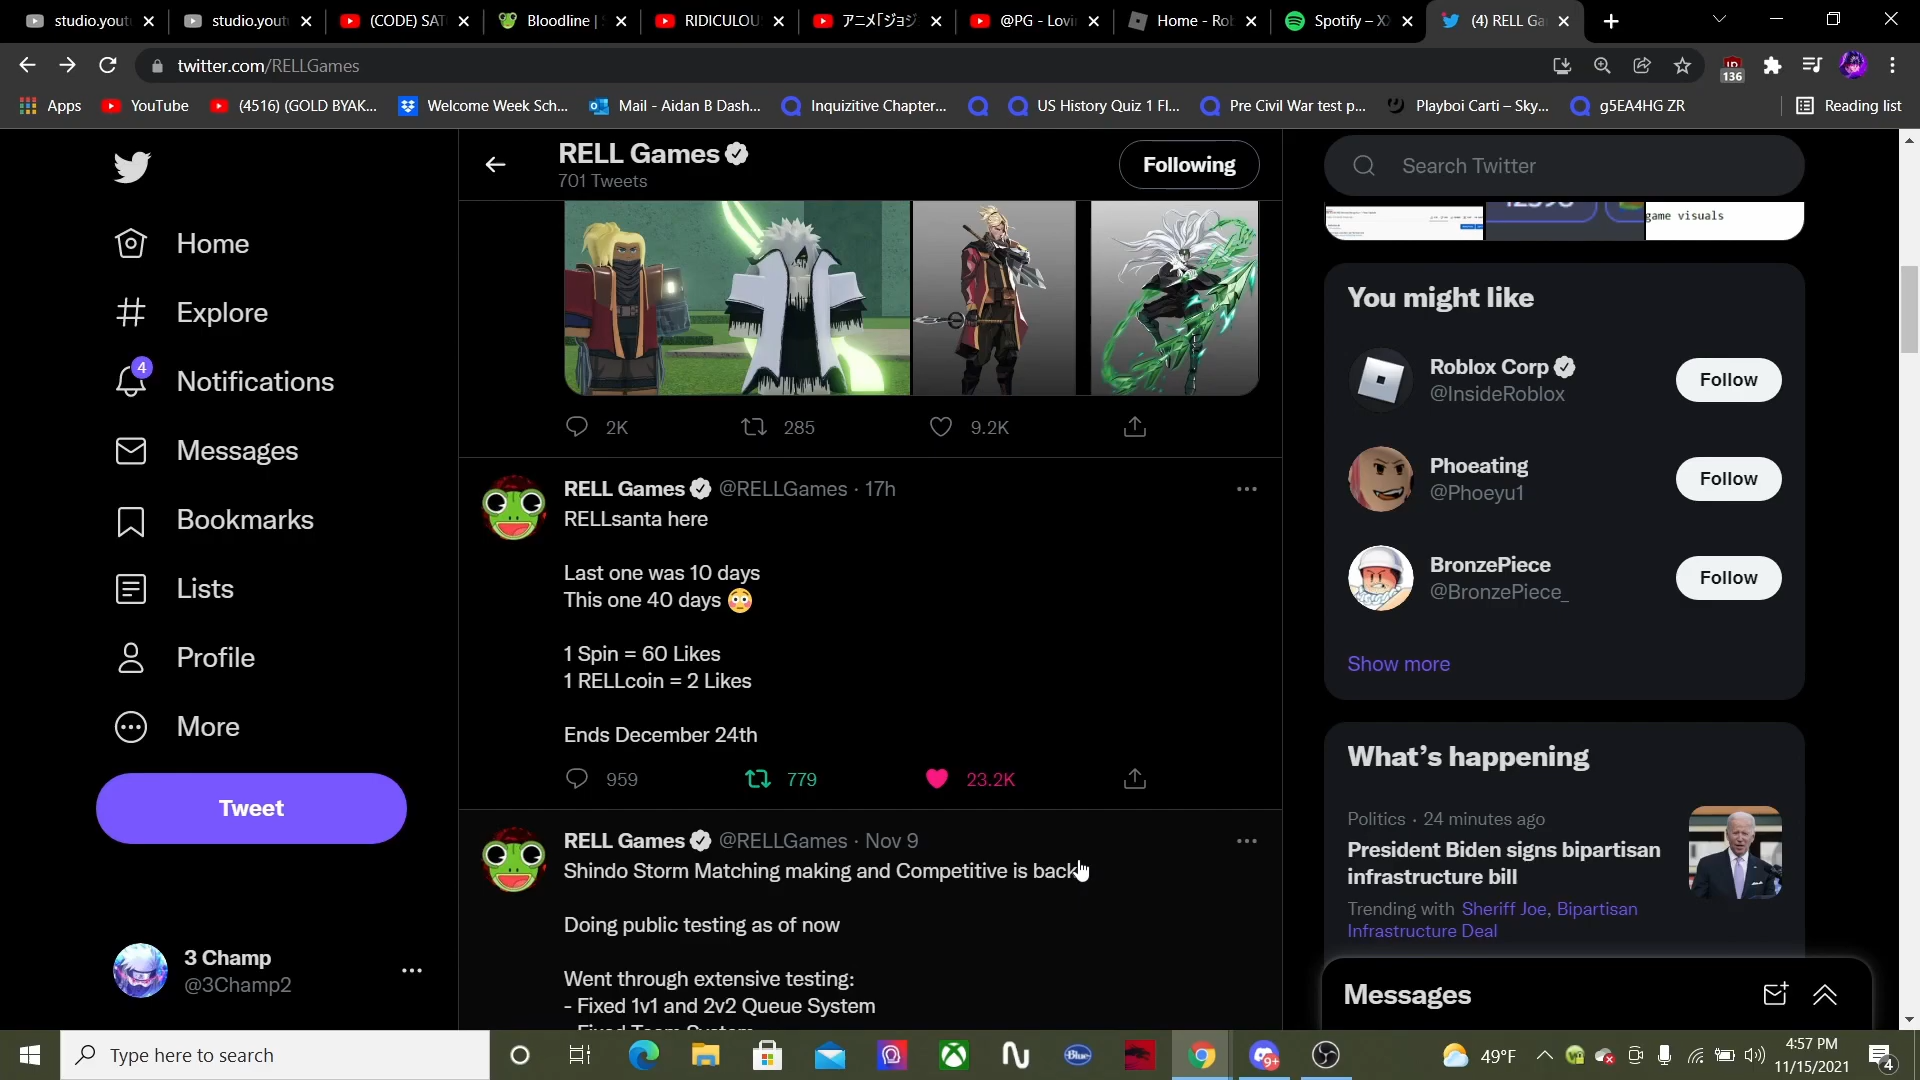 studio.yout
studio.yout
(CODE) SAT
Bloodline |
RIDICULOU
アニメ「ジョジ
@PG - Lovi
Home - Ro
Spotify – X
(4) RELL Ga
twitter.com/RELLGames
136
Apps
YouTube
(4516) (GOLD BYAK...
Welcome Week Sch...
Mail - Aidan B Dash...
Inquizitive Chapter...
US History Quiz 1 Fl...
Pre Civil War test p...
Playboi Carti – Sky...
g5EA4HG ZR
Reading list
Home
Explore
4
Notifications
Messages
Bookmarks
Lists
Profile
More
Tweet
3 Champ
@3Champ2
RELL Games
701 Tweets
Following
2K
285
9.2K
RELL Games @RELLGames · 17h
RELLsanta here
Last one was 10 days
This one 40 days 😳
1 Spin = 60 Likes
1 RELLcoin = 2 Likes
Ends December 24th
959
779
23.2K
RELL Games @RELLGames · Nov 9
Shindo Storm Matching making and Competitive is back
Doing public testing as of now
Went through extensive testing:
- Fixed 1v1 and 2v2 Queue System
- Fixed Team System
Search Twitter
game visuals
You might like
Roblox Corp
@InsideRoblox
Follow
Phoeating
@Phoeyu1
Follow
BronzePiece
@BronzePiece_
Follow
Show more
What's happening
Politics · 24 minutes ago
President Biden signs bipartisan
infrastructure bill
Trending with Sheriff Joe, Bipartisan
Infrastructure Deal
Messages
Type here to search
Blue
9+
49°F
4:57 PM
11/15/2021
4